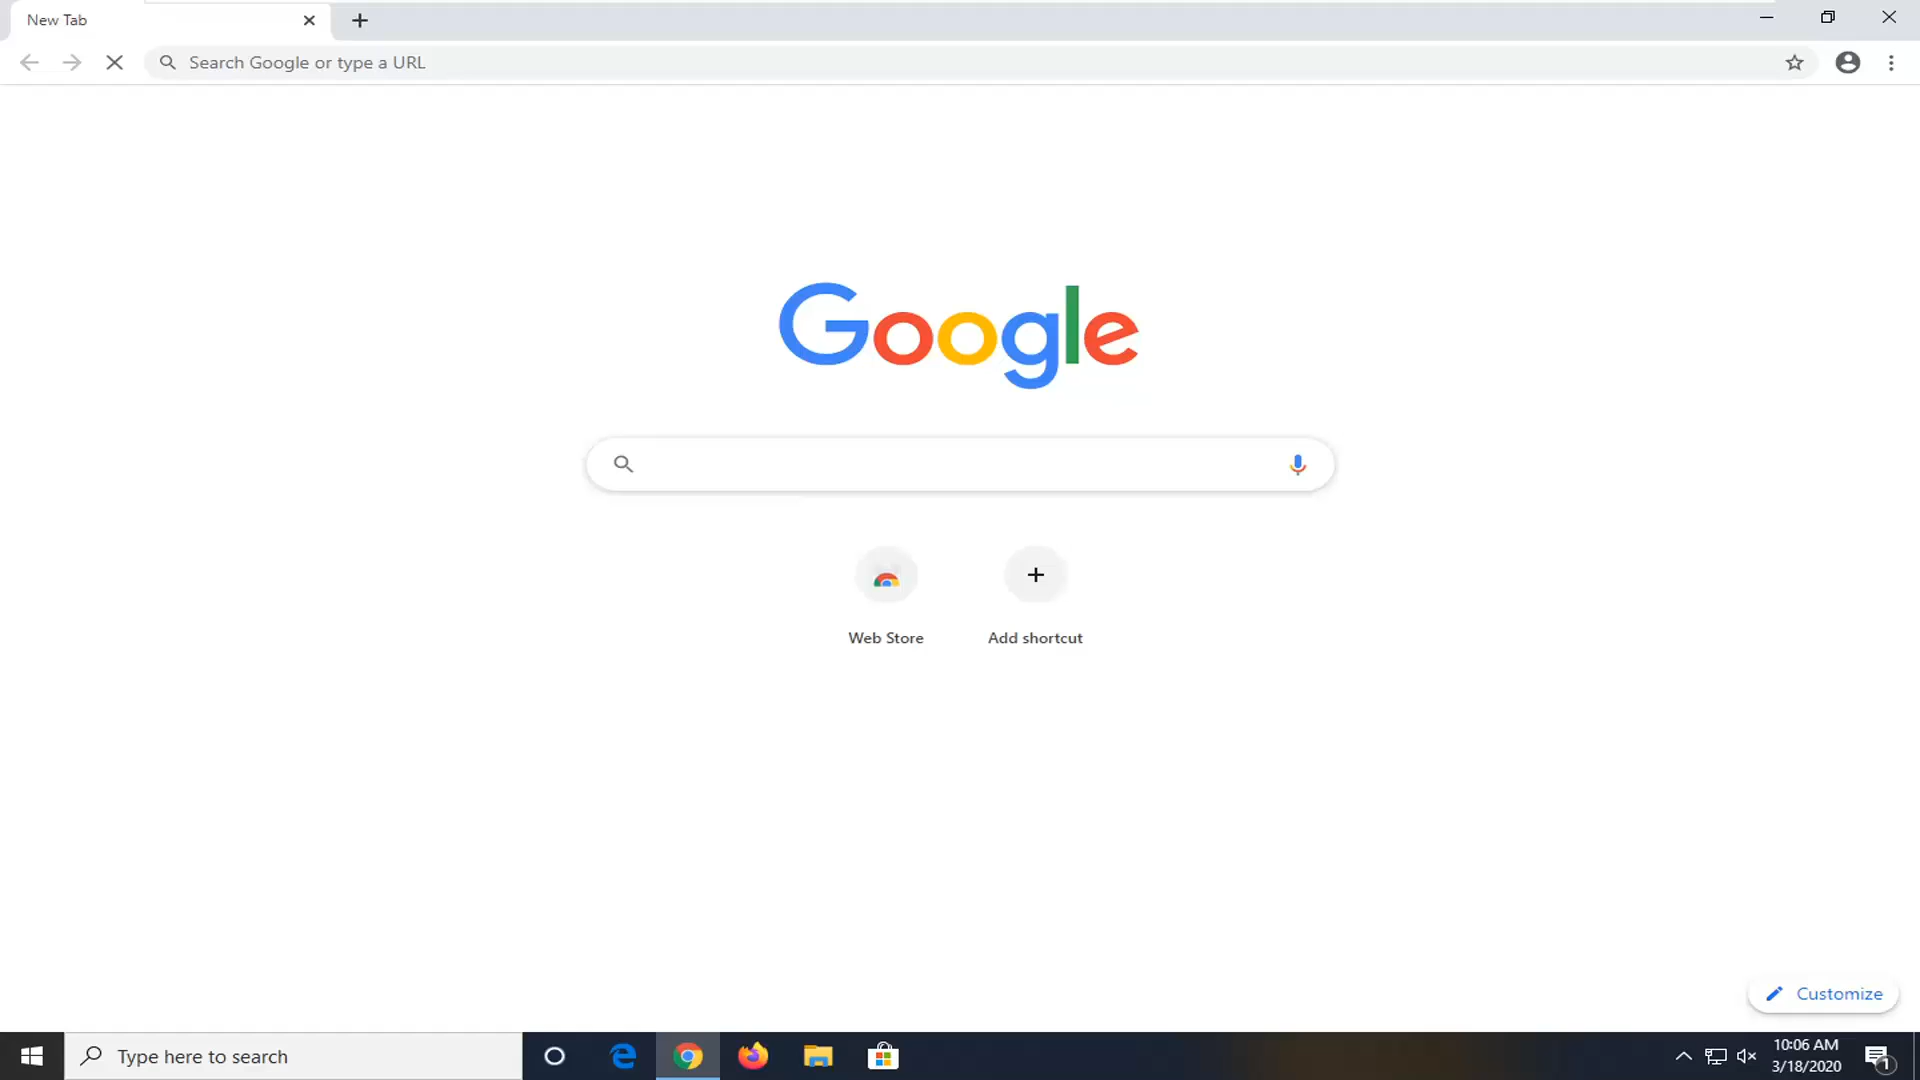 New Tab
Search Google or type a URL
Google
Web Store
Add shortcut
Customize
Type here to search
10:06 AM
3/18/2020
1